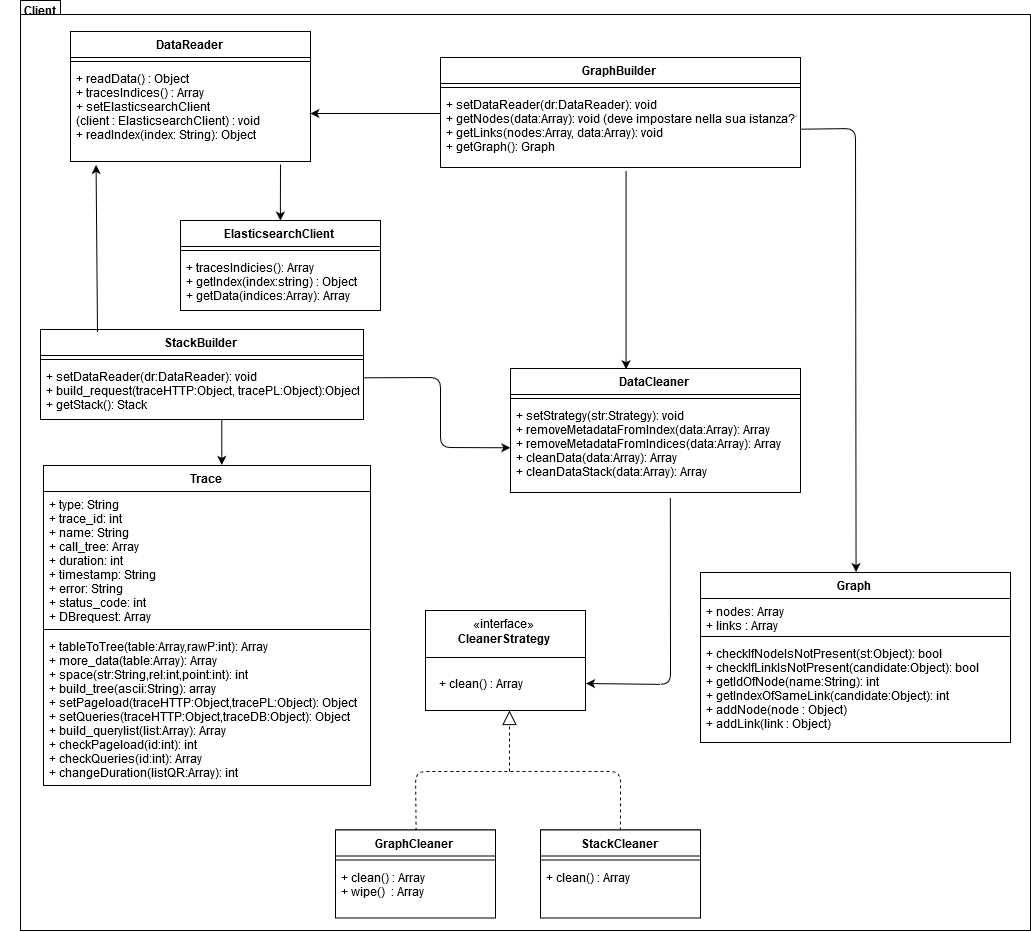 Client
DataReader
+ readData() : Object
+ tracesIndices() : Array
+ setElasticsearchClient
(client : ElasticsearchClient) : void
+ readIndex(index: String): Object
GraphBuilder
+ setDataReader(dr:DataReader): void
+ getNodes(data:Array): void (deve impostare nella sua istanza?
+ getLinks(nodes:Array, data:Array): void
+ getGraph(): Graph
ElasticsearchClient
+ tracesIndicies(): Array
+ getIndex(index:string) : Object
+ getData(indices:Array): Array
StackBuilder
+ setDataReader(dr:DataReader): void
+ build_request(traceHTTP:Object, tracePL:Object):Object
+ getStack(): Stack
DataCleaner
+ setStrategy(str:Strategy): void
+ removeMetadataFromIndex(data:Array): Array
+ removeMetadataFromIndices(data:Array): Array
+ cleanData(data:Array): Array
+ cleanDataStack(data:Array): Array
Trace
+ type: String
+ trace_id: int
+ name: String
+ call_tree: Array
+ duration: int
+ timestamp: String
+ error: String
+ status_code: int
+ DBrequest: Array
+ tableToTree(table:Array,rawP:int): Array
+ more_data(table:Array): Array
+ space(str:String,rel:int,point:int): int
+ build_tree(ascii:String): array
+ setPageload(traceHTTP:Object,tracePL:Object): Object
+ setQueries(traceHTTP:Object,traceDB:Object): Object
+ build_querylist(list:Array): Array
+ checkPageload(id:int): int
+ checkQueries(id:int): Array
+ changeDuration(listQR:Array): int
Graph
+ nodes: Array
+ links : Array
+ checkIfNodeIsNotPresent(st:Object): bool
+ checkIfLinkIsNotPresent(candidate:Object): bool
+ getIdOfNode(name:String): int
+ getIndexOfSameLink(candidate:Object): int
+ addNode(node : Object)
+ addLink(link : Object)
«interface»
CleanerStrategy
+ clean() : Array
GraphCleaner
+ clean() : Array
+ wipe() : Array
StackCleaner
+ clean() : Array